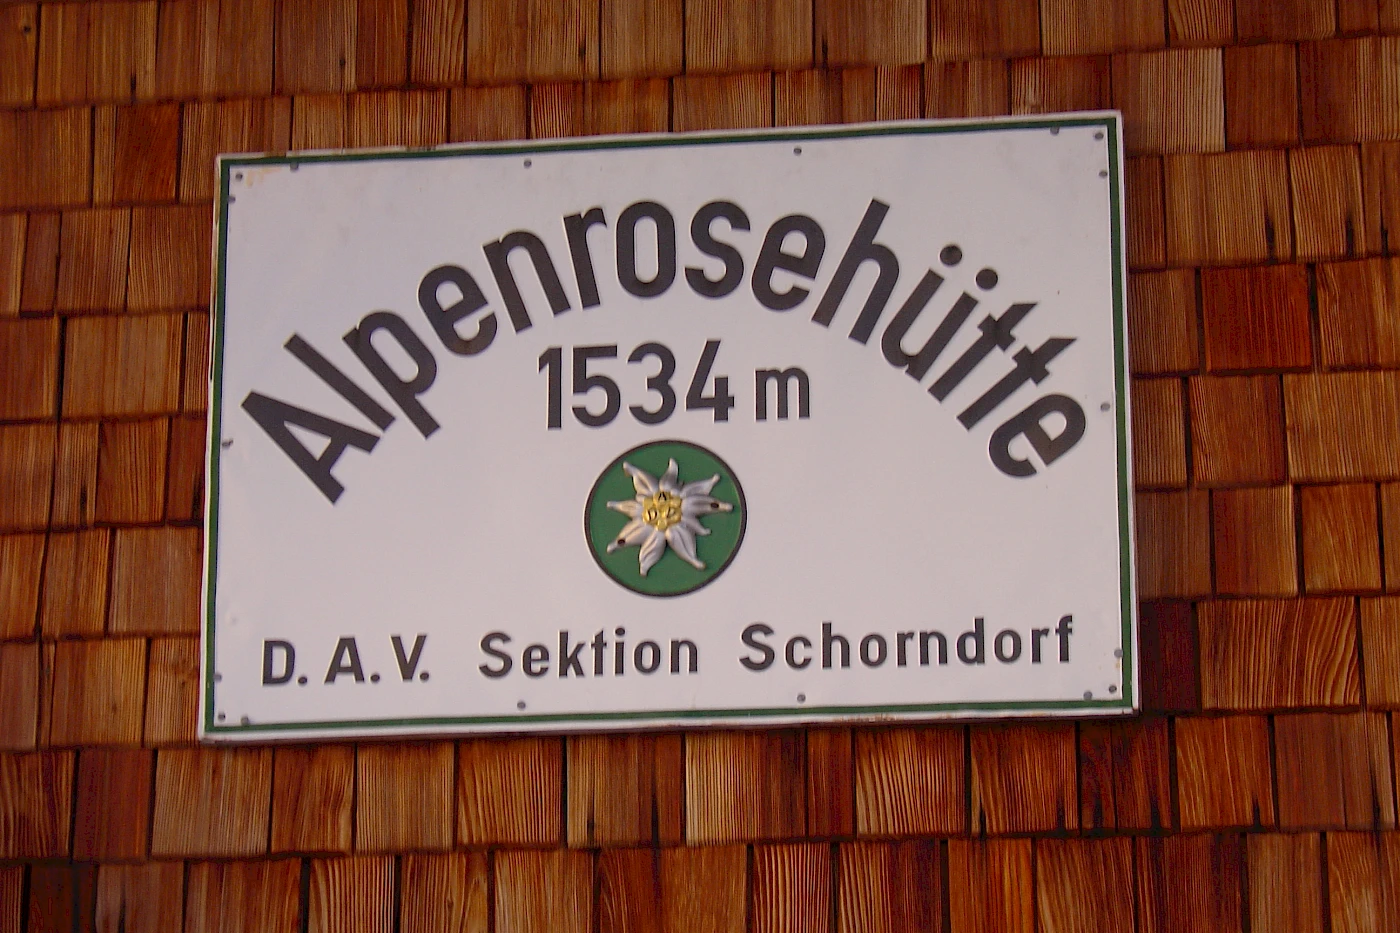 Alpenrosehütte
1534 m
A
D V
D.A.V. Sektion Schorndorf